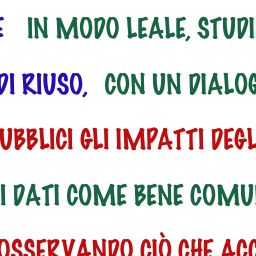 E IN MODO LEALE, STUDI
DI RIUSO, CON UN DIALOG
UBBLICI GLI IMPATTI DEGL
I DATI COME BENE COMU
OSSERVANDO CIÒ CHE ACC